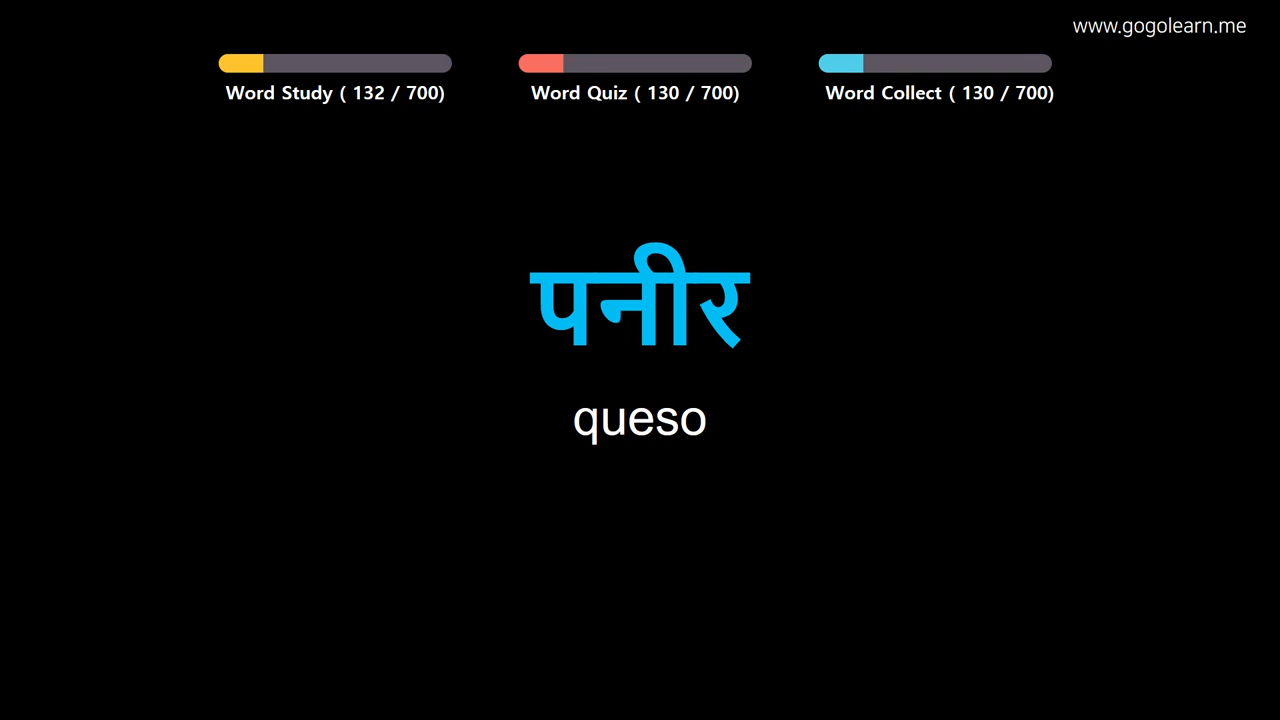 www.gogolearn.me
Word Study ( 132 / 700)
Word Quiz ( 130 / 700)
Word Collect ( 130 / 700)
पनीर
queso